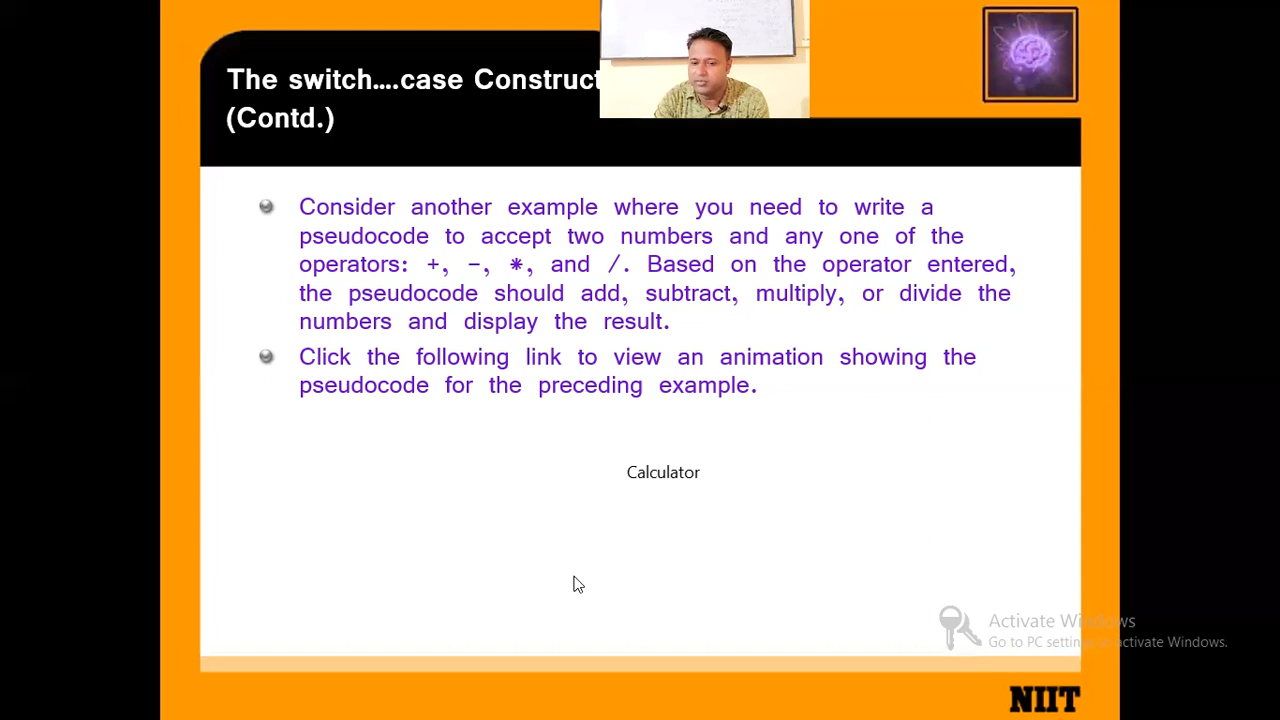 The switch....case Construct
(Contd.)
Consider another example where you need to write a
pseudocode to accept two numbers and any one of the
operators: +, -, *, and /. Based on the operator entered,
the pseudocode should add, subtract, multiply, or divide the
numbers and display the result.
Click the following link to view an animation showing the
pseudocode for the preceding example.
Calculator
Activate Windows
Go to PC settings to activate Windows.
NIIT